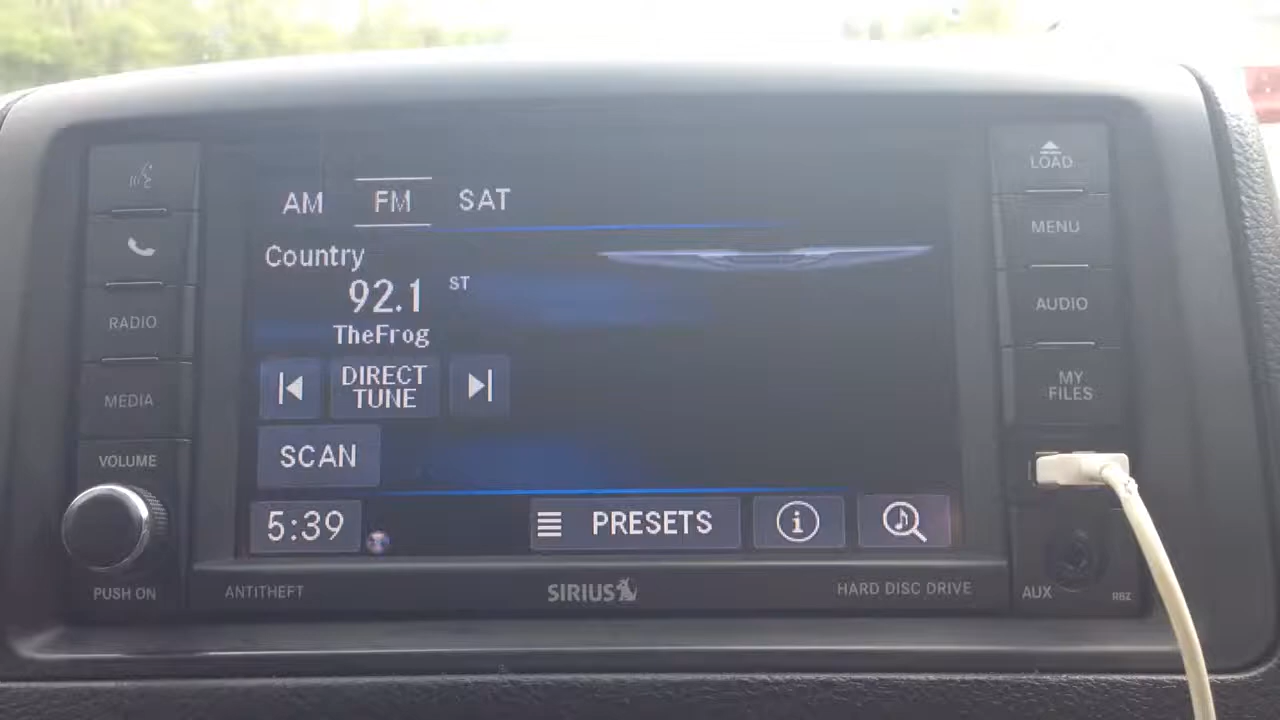 AM FM SAT
Country
92.1 ST
TheFrog
DIRECT
TUNE
SCAN
5:39
PRESETS
RADIO
MEDIA
VOLUME
PUSH ON
LOAD
MENU
AUDIO
MY
FILES
AUX
RBZ
ANTITHEFT
SIRIUS
HARD DISC DRIVE